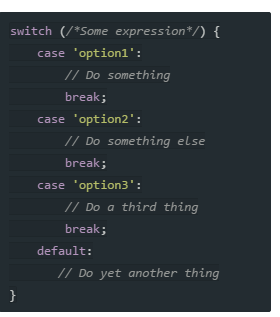 switch (/*Some expression*/) {
    case 'option1':
        // Do something
        break;
    case 'option2':
        // Do something else
        break;
    case 'option3':
        // Do a third thing
        break;
    default:
       // Do yet another thing
}